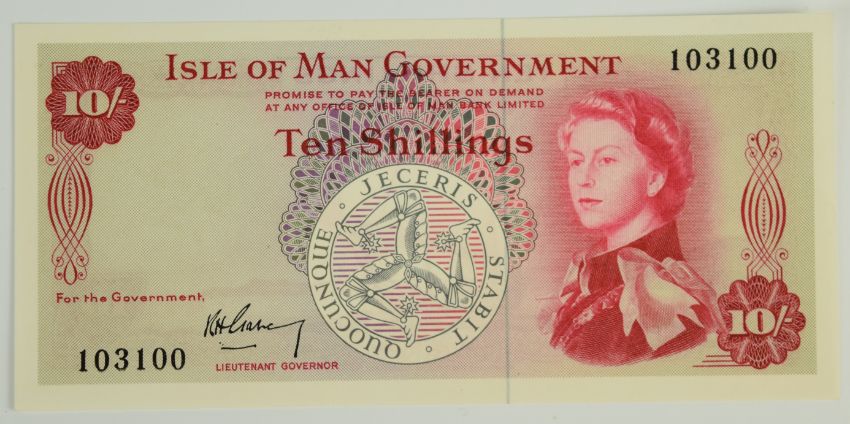 ISLE OF MAN GOVERNMENT
103100
10/-
PROMISE TO PAY THE BEARER ON DEMAND
AT ANY OFFICE OF ISLE OF MAN BANK LIMITED
Ten Shillings
QUOCUNQUE · JECERIS · STABIT ·
For the Government,
103100
LIEUTENANT GOVERNOR
10/-